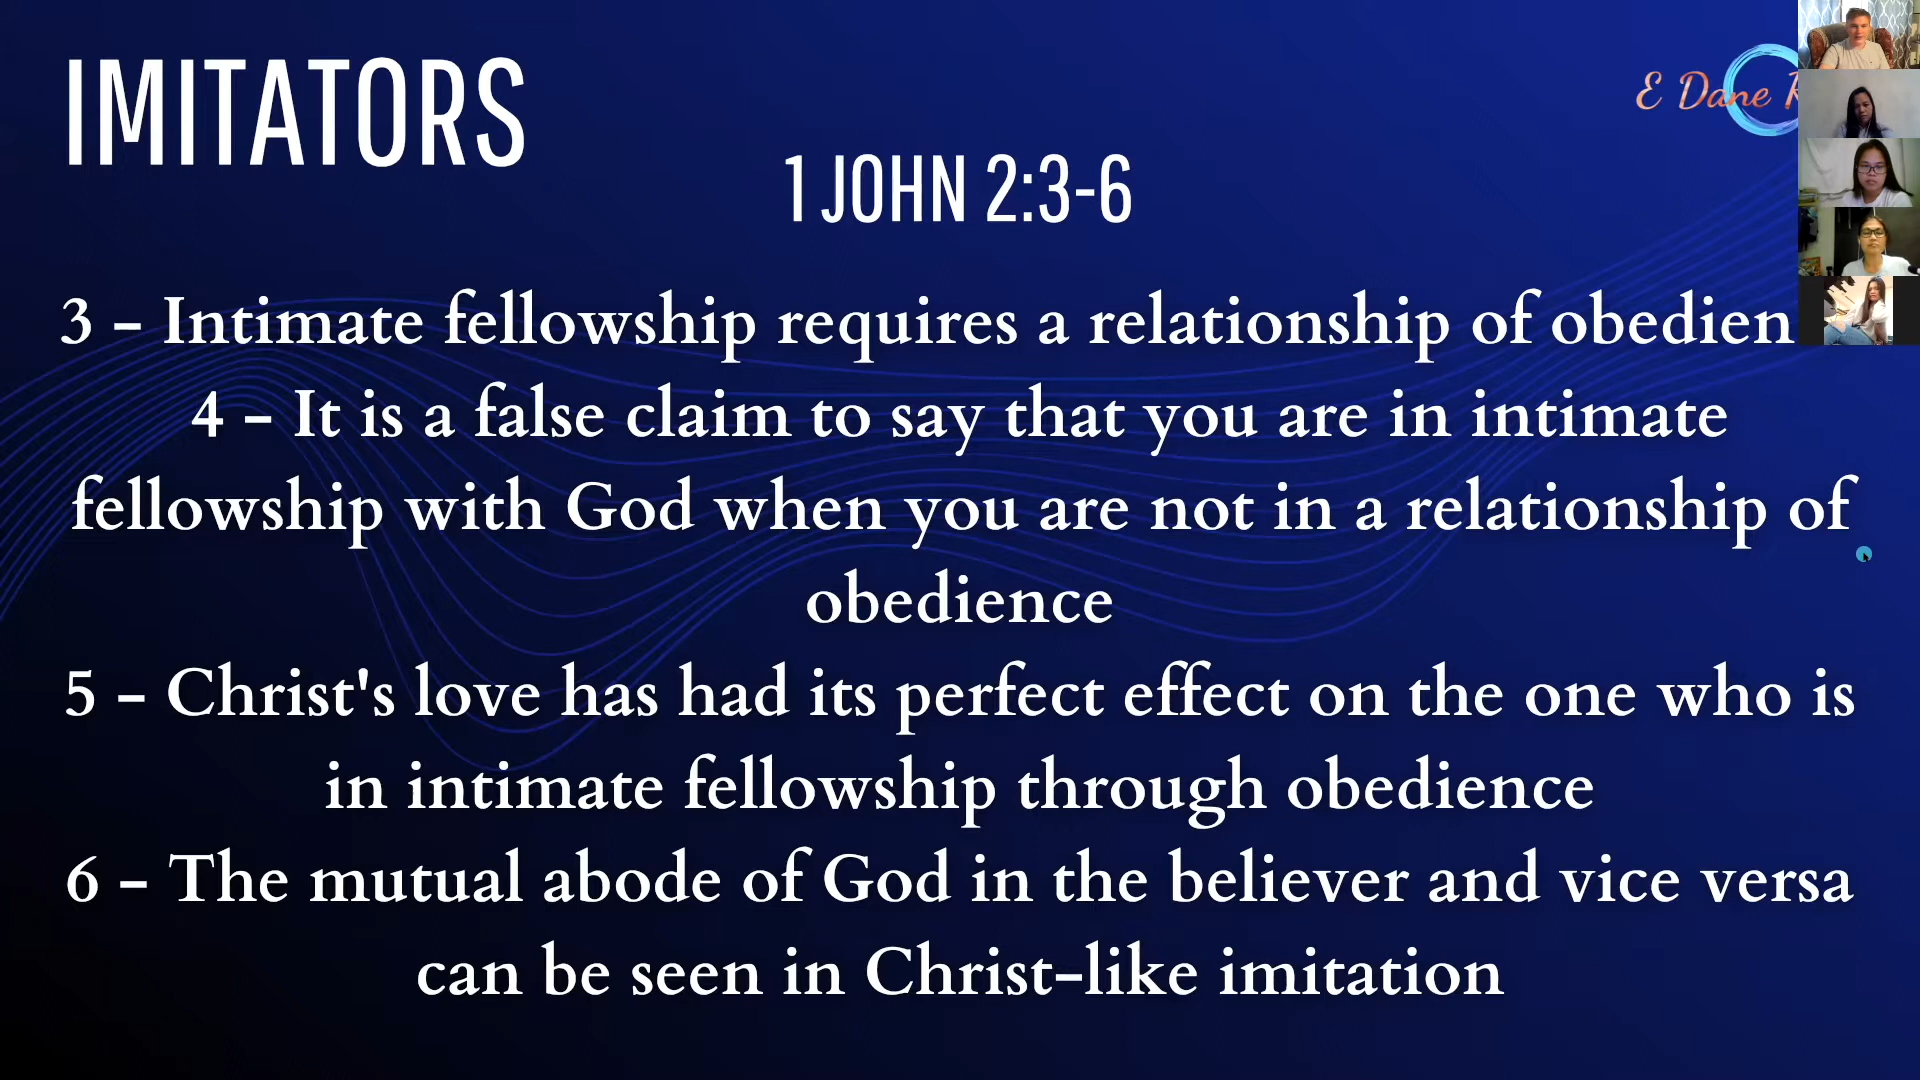 IMITATORS
E Dane
1 JOHN 2:3-6
3 - Intimate fellowship requires a relationship of obedien
4 - It is a false claim to say that you are in intimate
fellowship with God when you are not in a relationship of
obedience
5 - Christ's love has had its perfect effect on the one who is
in intimate fellowship through obedience
6 - The mutual abode of God in the believer and vice versa
can be seen in Christ-like imitation